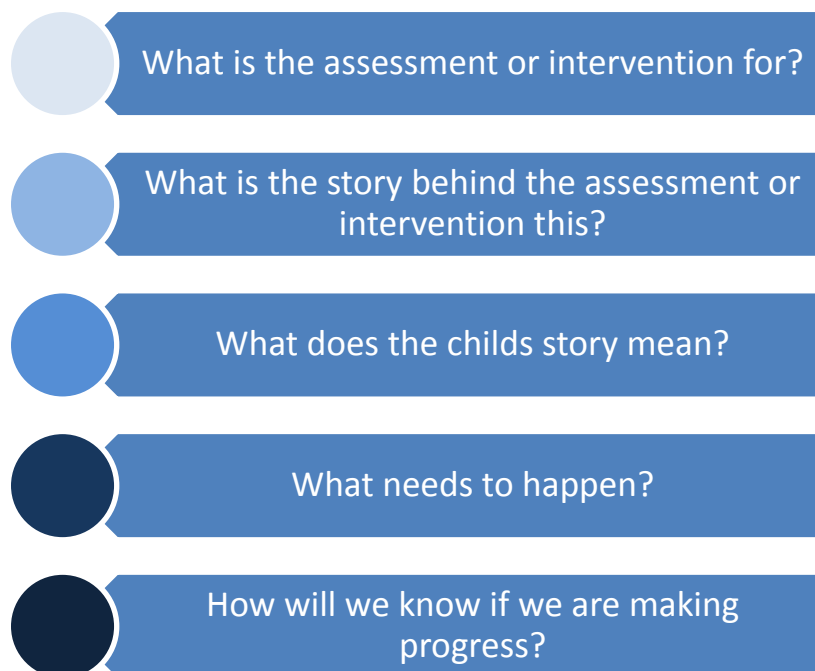 What is the assessment or intervention for?
What is the story behind the assessment or
intervention this?
What does the childs story mean?
What needs to happen?
How will we know if we are making
progress?